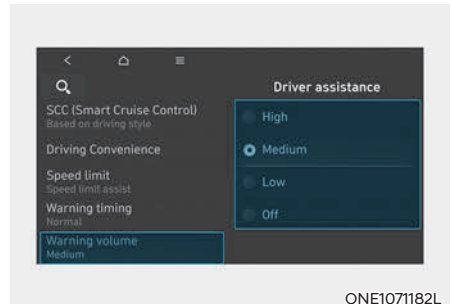 Driver assistance
SCC (Smart Cruise Control)
Based on driving style
Driving Convenience
Speed limit
Speed limit assist
Warning timing
Normal
Warning volume
Medium
High
Medium
Low
Off
ONE1071182L